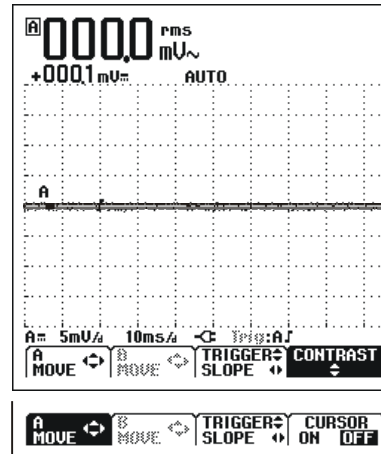 A 000.0 rms
mV~
+000.1 mV⎓ AUTO
A
A⎓ 5mV/d 10ms/d Trig:A
A MOVE B MOVE TRIGGER SLOPE CONTRAST
A MOVE B MOVE TRIGGER SLOPE CURSOR ON OFF